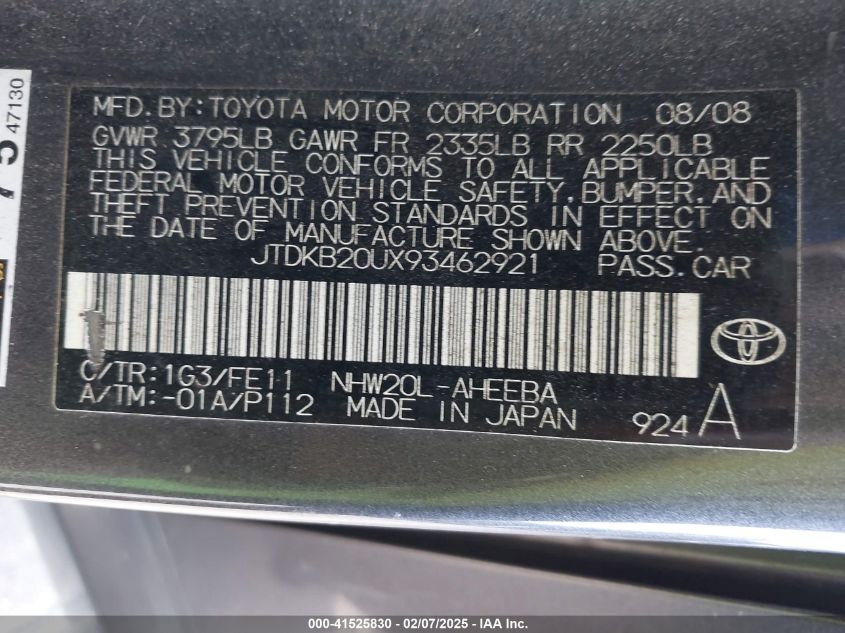 MFD.BY:TOYOTA MOTOR CORPORATION 08/08
GVWR 3795LB GAWR FR 2335LB RR 2250LB
THIS VEHICLE CONFORMS TO ALL APPLICABLE
FEDERAL MOTOR VEHICLE SAFETY,BUMPER,AND
THEFT PREVENTION STANDARDS IN EFFECT ON
THE DATE OF MANUFACTURE SHOWN ABOVE.
JTDKB20UX93462921 PASS.CAR
C/TR:1G3/FE11 NHW20L-AHEEBA
A/TM:-01A/P112 MADE IN JAPAN 924 A
47130
000-41525830 - 02/07/2025 - IAA Inc.